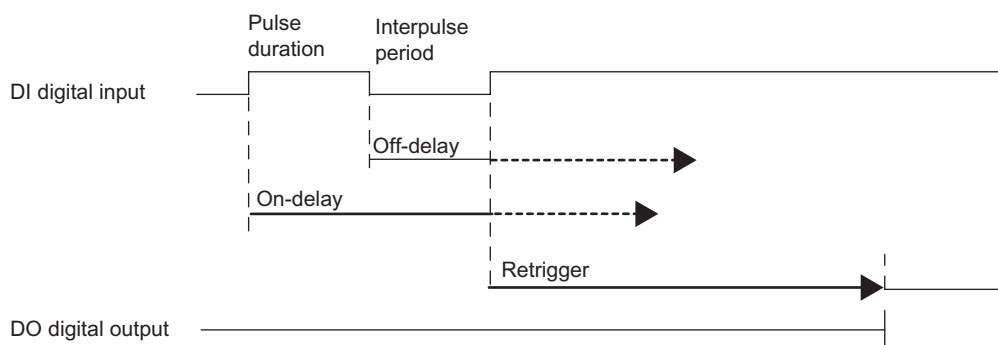 Pulse
duration
Interpulse
period
DI digital input
Off-delay
On-delay
Retrigger
DO digital output